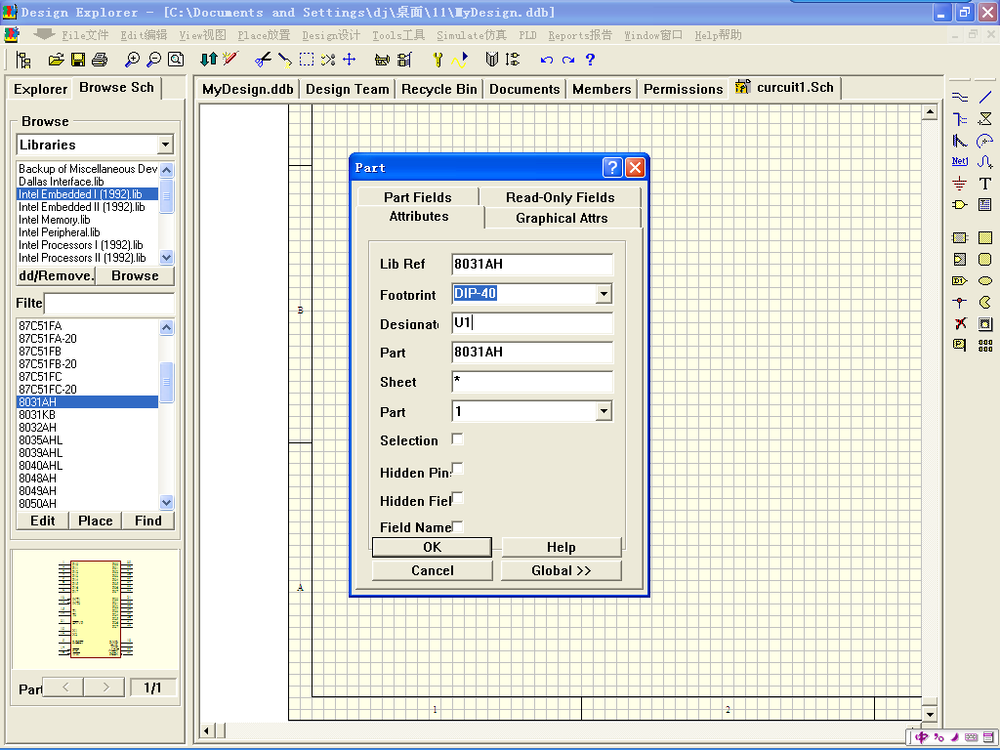 Design Explorer - [C:\Documents and Settings\dj\桌面\11\MyDesign.ddb]
File文件 Edit编辑 View视图 Place放置 Design设计 Tools工具 Simulate仿真 PLD Reports报告 Window窗口 Help帮助
Explorer Browse Sch
MyDesign.ddb Design Team Recycle Bin Documents Members Permissions curcuit1.Sch
Browse
Libraries
Backup of Miscellaneous Dev
Dallas Interface.lib
Intel Embedded I (1992).lib
Intel Embedded II (1992).lib
Intel Memory.lib
Intel Peripheral.lib
Intel Processors I (1992).lib
Intel Processors II (1992).lib
dd/Remove. Browse
Filte
87C51FA
87C51FA-20
87C51FB
87C51FB-20
87C51FC
87C51FC-20
8031AH
8031KB
8032AH
8035AHL
8039AHL
8040AHL
8048AH
8049AH
8050AH
Edit Place Find
Part < > 1/1
Part
Part Fields Read-Only Fields
Attributes Graphical Attrs
Lib Ref 8031AH
Footprint DIP-40
Designato U1
Part 8031AH
Sheet *
Part 1
Selection
Hidden Pins
Hidden Fiel
Field Name
OK Help
Cancel Global >>
B
A
1 2
Net1
T
D1
P
中